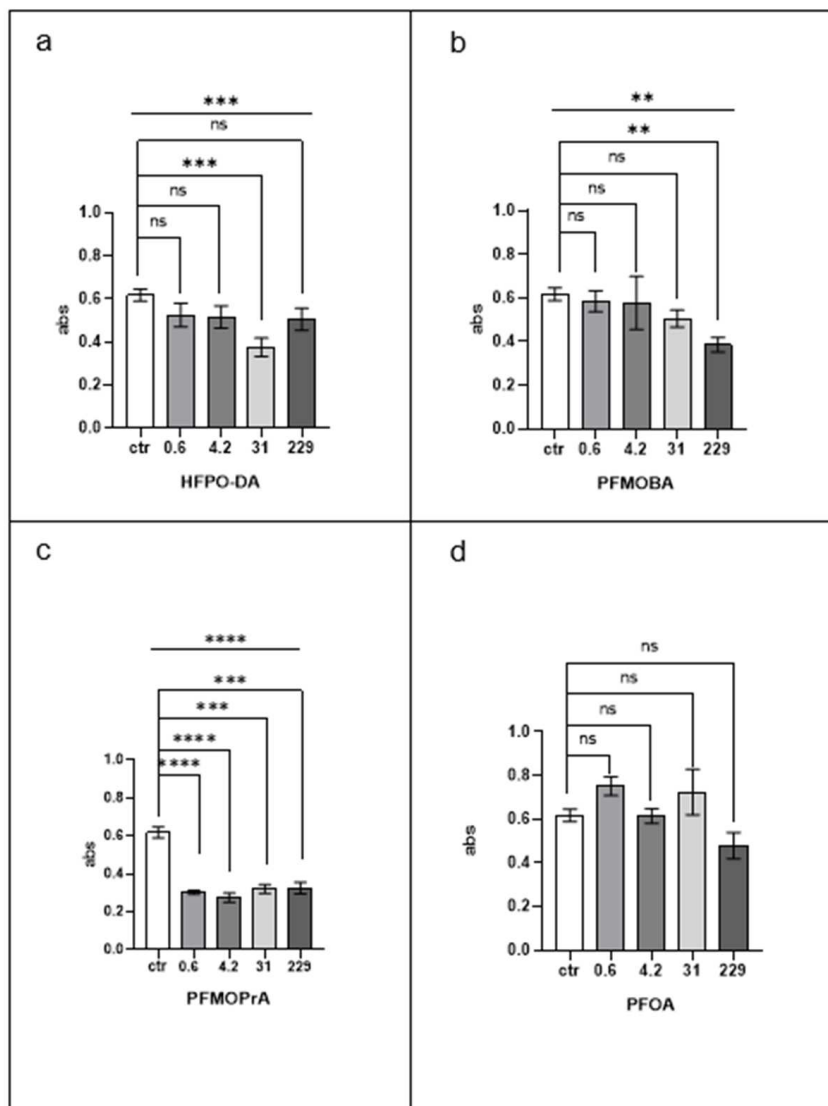 a
***
ns
***
ns
ns
1.0
0.8
0.6
0.4
0.2
0.0
abs
ctr 0.6 4.2 31 229
HFPO-DA
b
**
**
ns
ns
ns
1.0
0.8
0.6
0.4
0.2
0.0
abs
ctr 0.6 4.2 31 229
PFMOBA
c
****
***
***
****
****
1.0
0.8
0.6
0.4
0.2
0.0
abs
ctr 0.6 4.2 31 229
PFMOPrA
d
ns
ns
ns
ns
1.0
0.8
0.6
0.4
0.2
0.0
abs
ctr 0.6 4.2 31 229
PFOA